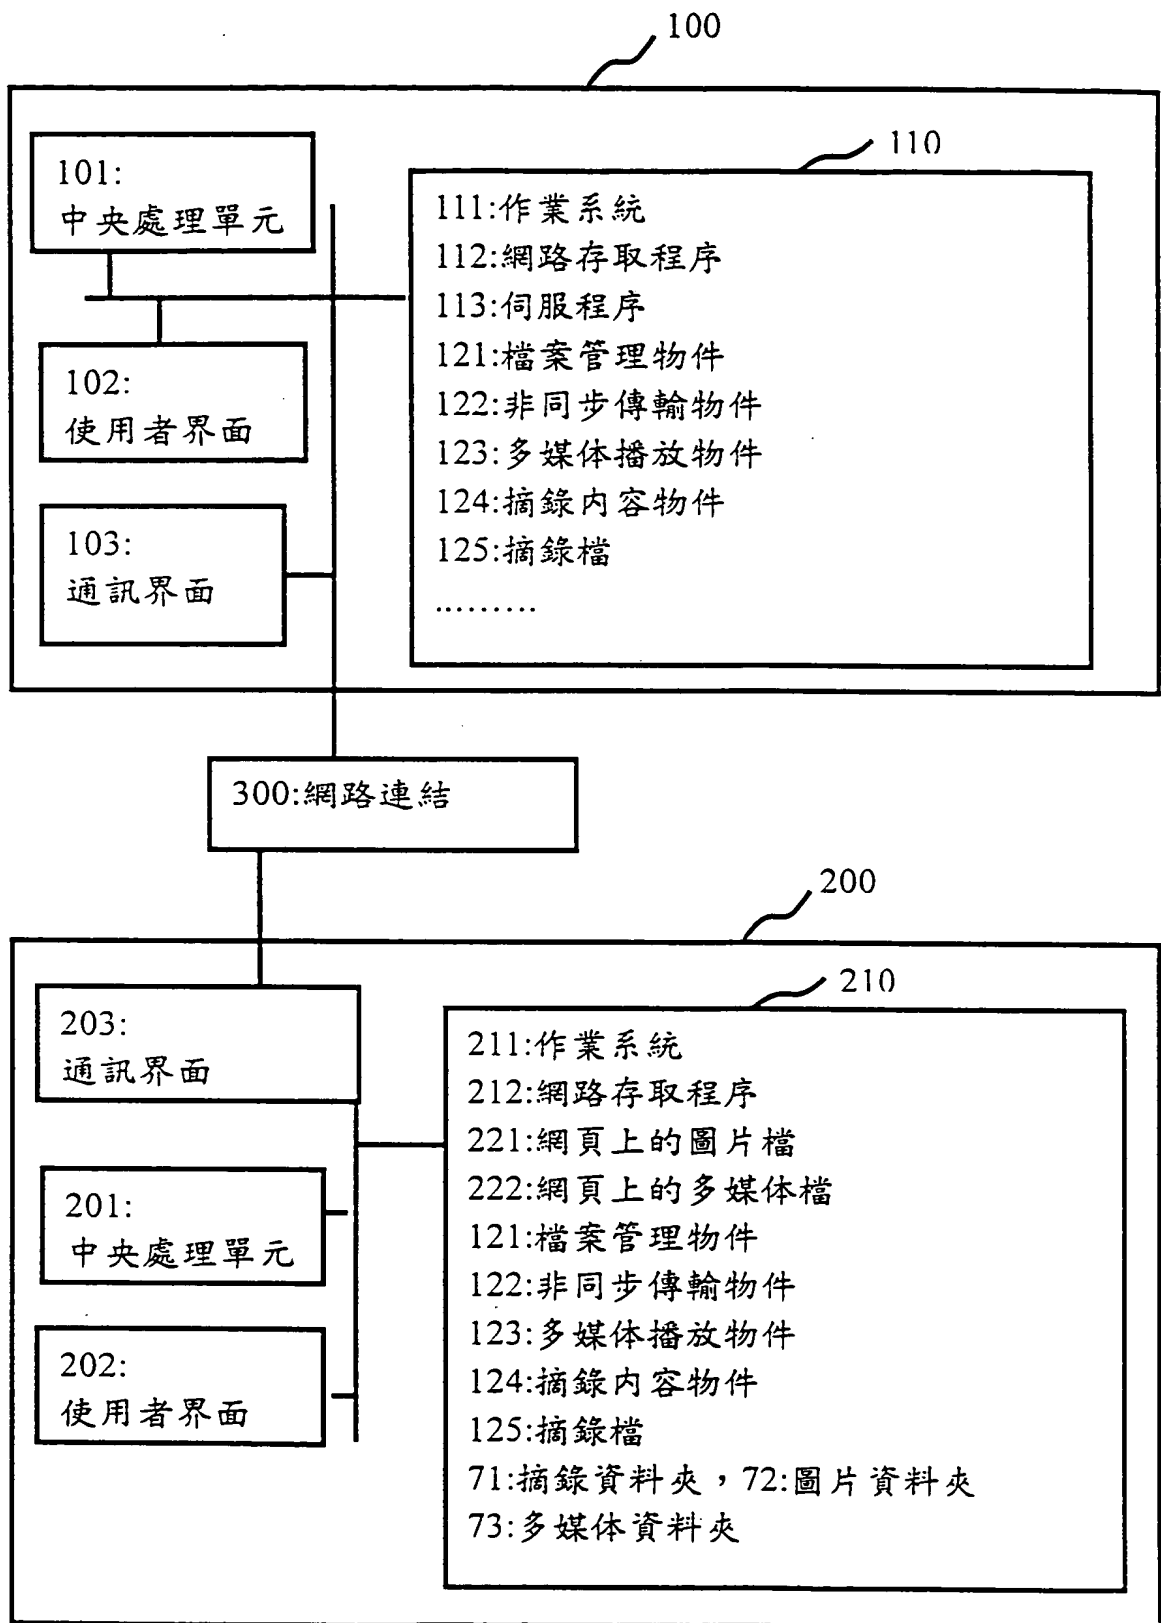 100
110
101:
中央處理單元
102:
使用者界面
103:
通訊界面
111:作業系統
112:網路存取程序
113:伺服程序
121:檔案管理物件
122:非同步傳輸物件
123:多媒体播放物件
124:摘錄内容物件
125:摘錄檔
.........
300:網路連結
200
210
203:
通訊界面
201:
中央處理單元
202:
使用者界面
211:作業系統
212:網路存取程序
221:網頁上的圖片檔
222:網頁上的多媒体檔
121:檔案管理物件
122:非同步傳輸物件
123:多媒体播放物件
124:摘錄内容物件
125:摘錄檔
71:摘錄資料夾，72:圖片資料夾
73:多媒体資料夾